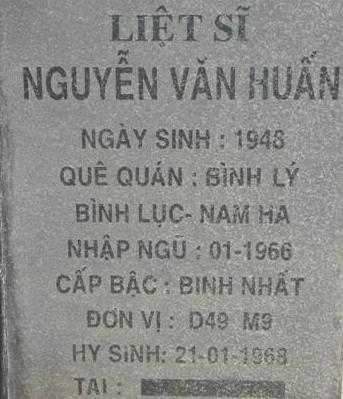 LIỆT SĨ
NGUYỄN VĂN HUẤN
NGÀY SINH : 1948
QUÊ QUÁN : BÌNH LÝ
BÌNH LỤC- NAM HA
NHẬP NGŨ : 01-1966
CẤP BẬC : BINH NHẤT
ĐƠN VỊ : D49 M9
HY SINH: 21-01-1968
TẠI :